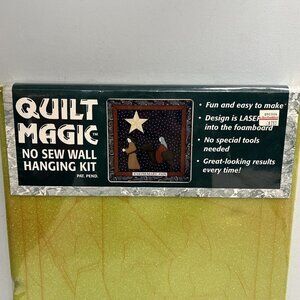 QUILT
MAGIC
NO SEW WALL
HANGING KIT
PAT. PEND.
• Fun and easy to make
• Design is LASER
into the foamboard
• No special tools
needed
• Great-looking results
every time!